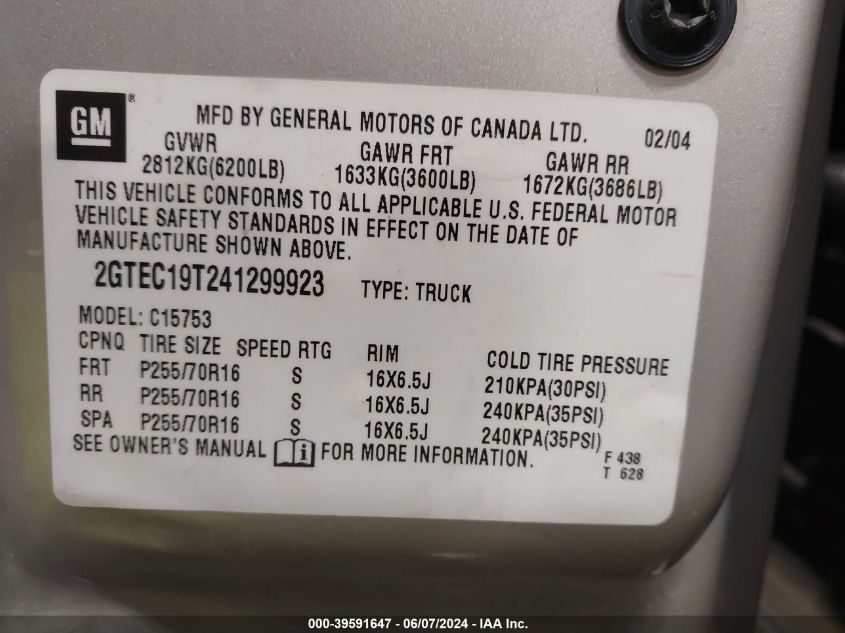 GM®
MFD BY GENERAL MOTORS OF CANADA LTD. 02/04
GVWR GAWR FRT GAWR RR
2812KG(6200LB) 1633KG(3600LB) 1672KG(3686LB)
THIS VEHICLE CONFORMS TO ALL APPLICABLE U.S. FEDERAL MOTOR
VEHICLE SAFETY STANDARDS IN EFFECT ON THE DATE OF
MANUFACTURE SHOWN ABOVE.
2GTEC19T241299923 TYPE: TRUCK
MODEL: C15753
CPNQ TIRE SIZE SPEED RTG RIM COLD TIRE PRESSURE
FRT P255/70R16 S 16X6.5J 210KPA(30PSI)
RR P255/70R16 S 16X6.5J 240KPA(35PSI)
SPA P255/70R16 S 16X6.5J 240KPA(35PSI)
SEE OWNER'S MANUAL i FOR MORE INFORMATION. F 438
T 628
000-39591647 - 06/07/2024 - IAA Inc.